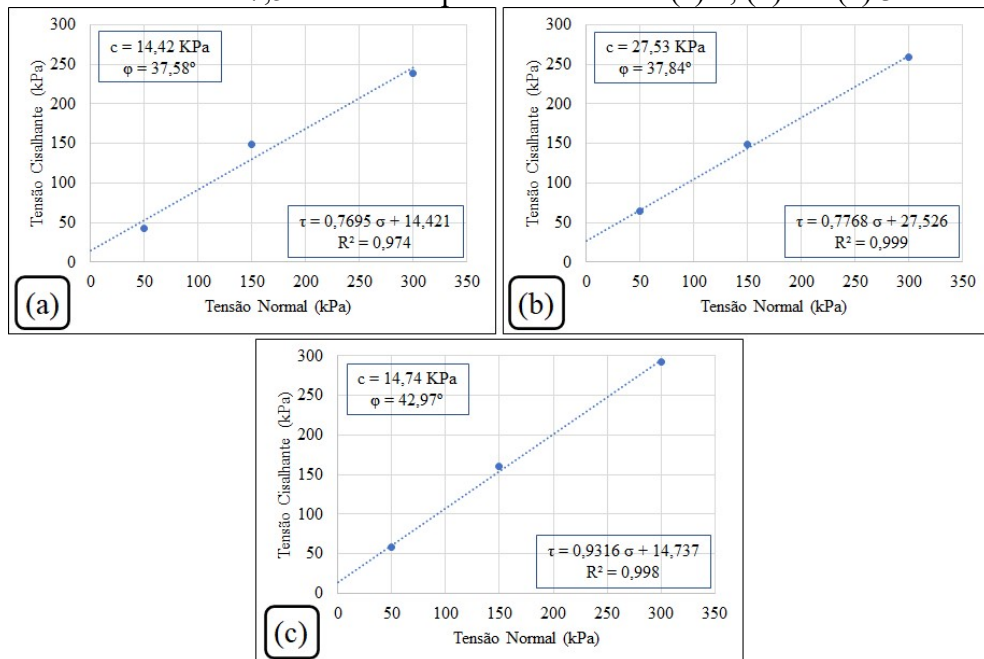 c = 14,42 KPa
φ = 37,58º
Tensão Cisalhante (kPa)
300
250
200
150
100
50
0
τ = 0,7695 σ + 14,421
R² = 0,974
0 50 100 150 200 250 300 350
Tensão Normal (kPa)
(a)
c = 27,53 KPa
φ = 37,84º
Tensão Cisalhante (kPa)
300
250
200
150
100
50
0
τ = 0,7768 σ + 27,526
R² = 0,999
0 50 100 150 200 250 300 350
Tensão Normal (kPa)
(b)
c = 14,74 KPa
φ = 42,97º
Tensão Cisalhante (kPa)
300
250
200
150
100
50
0
τ = 0,9316 σ + 14,737
R² = 0,998
0 50 100 150 200 250 300 350
Tensão Normal (kPa)
(c)